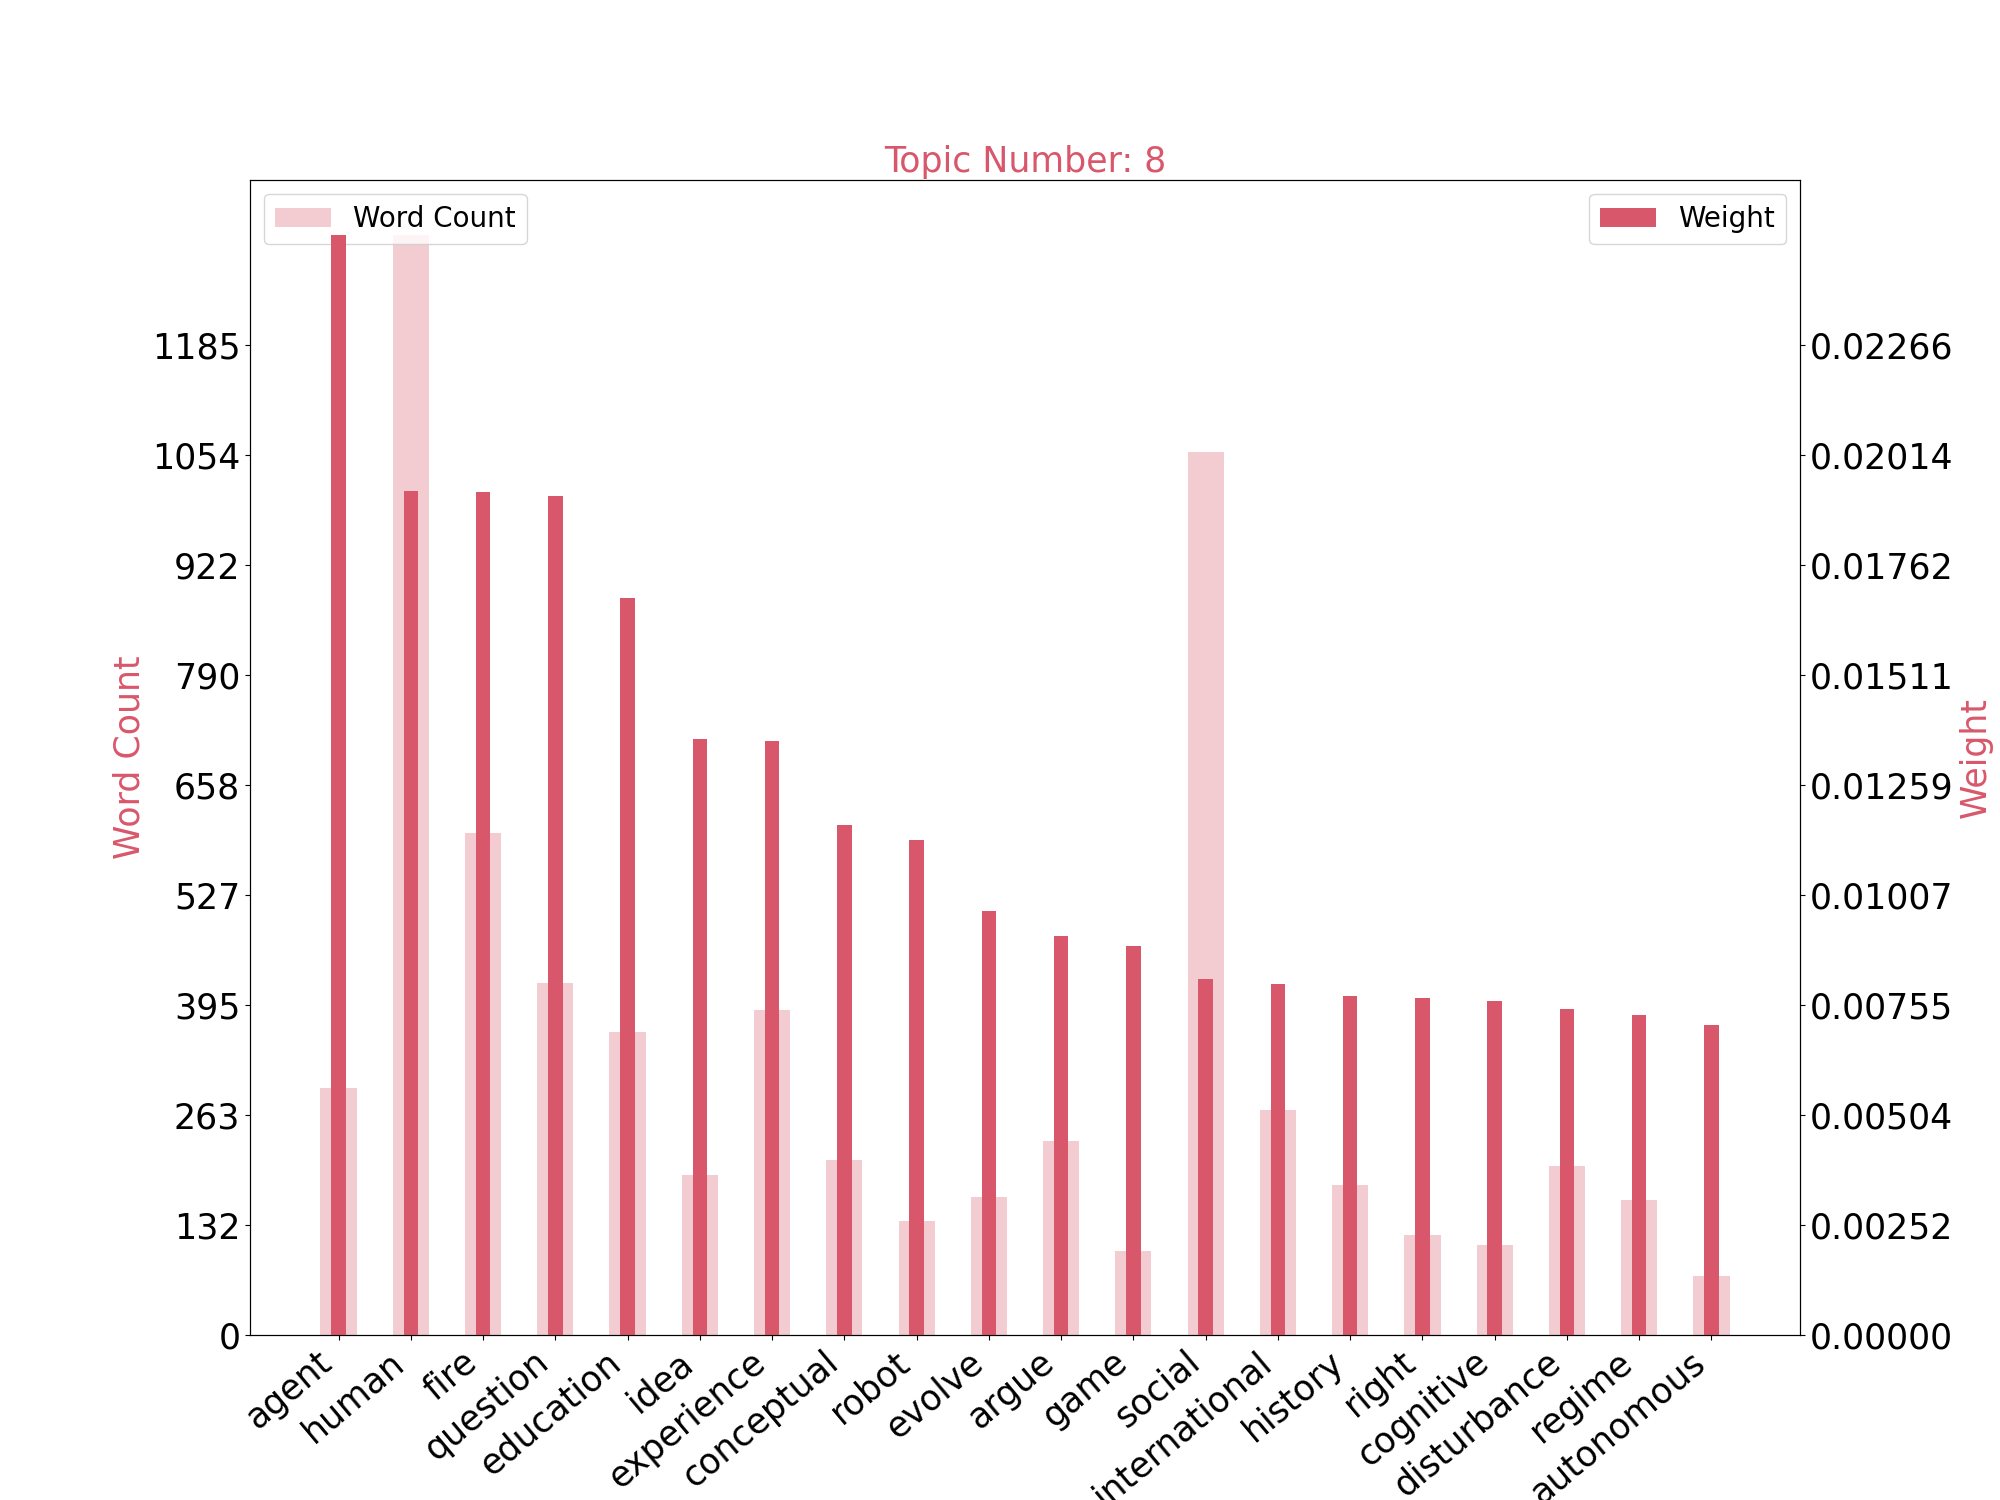 Topic Number: 8
Word Count
Weight
1185
1054
922
790
658
527
395
263
132
0
Word Count
0.02266
0.02014
0.01762
0.01511
0.01259
0.01007
0.00755
0.00504
0.00252
0.00000
Weight
agent
human
fire
question
education
idea
experience
conceptual
robot
evolve
argue
game
social
international
history
right
cognitive
disturbance
regime
autonomous